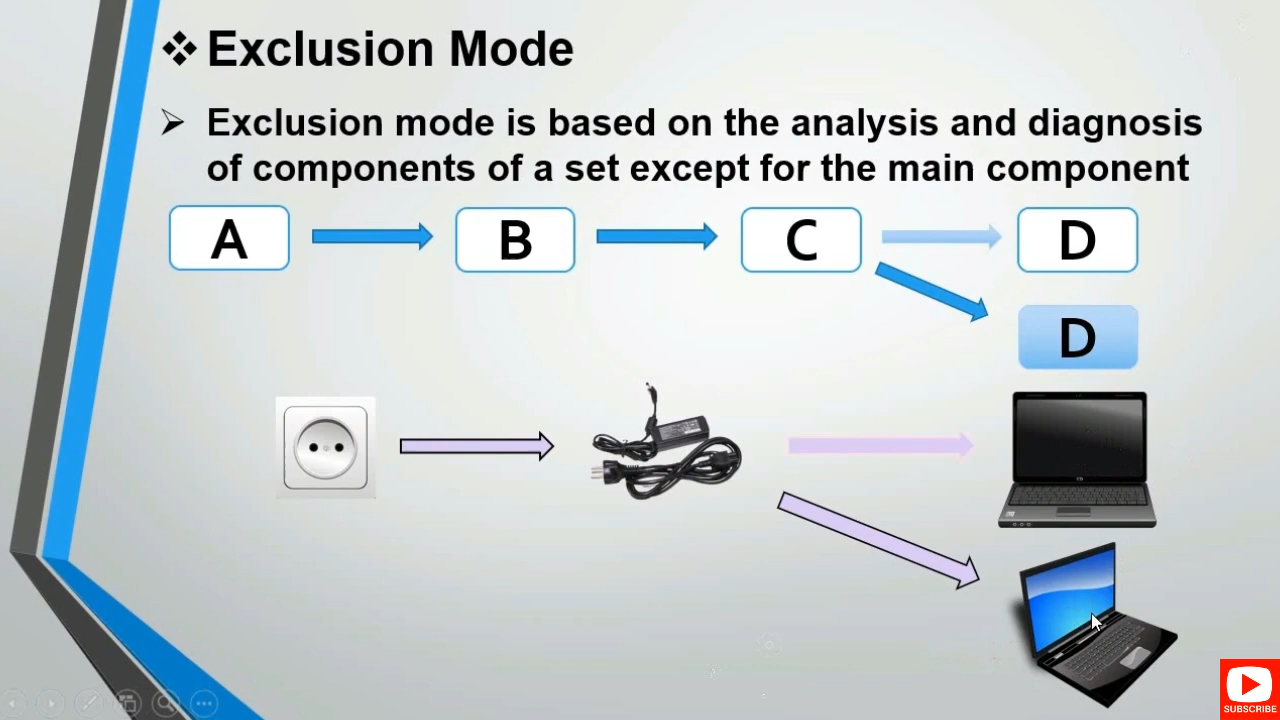 Exclusion Mode
Exclusion mode is based on the analysis and diagnosis
of components of a set except for the main component
A B C D
D
SUBSCRIBE